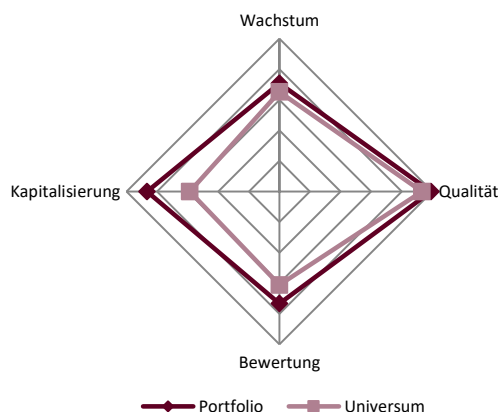 Wachstum
Kapitalisierung
Qualität
Bewertung
Portfolio Universum